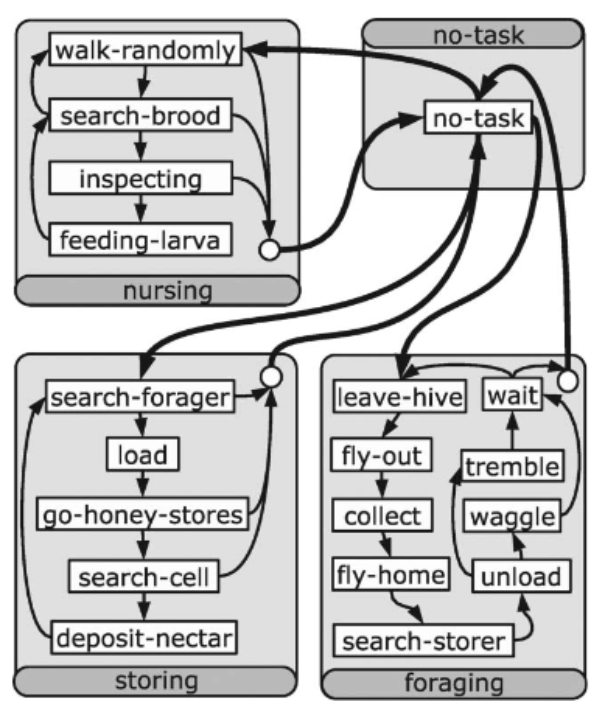 walk-randomly
search-brood
inspecting
feeding-larva
nursing
no-task
no-task
search-forager
load
go-honey-stores
search-cell
deposit-nectar
storing
leave-hive
fly-out
collect
fly-home
search-storer
wait
tremble
waggle
unload
foraging